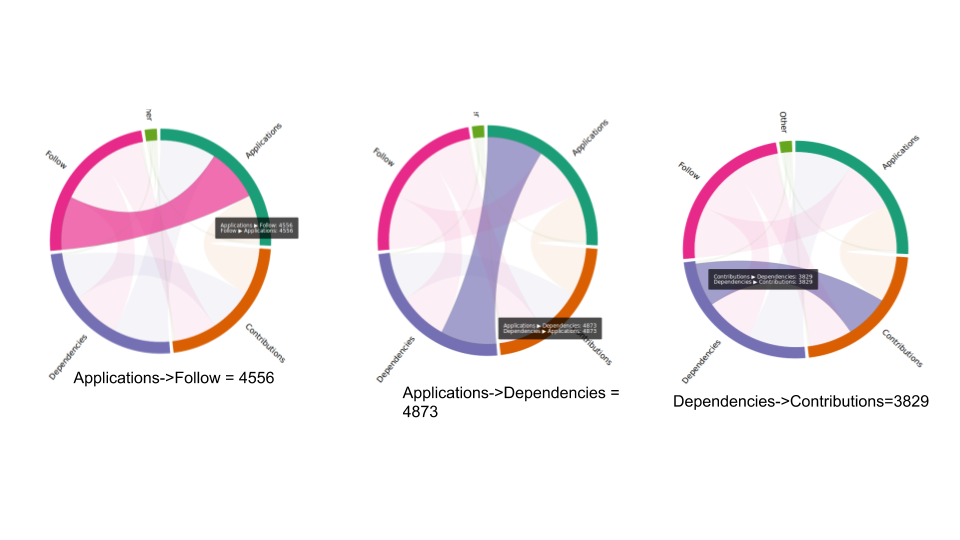 Follow
Applications
Applications ▶ Follow: 4556
Follow ▶ Applications: 4556
Dependencies
Contributions
Applications->Follow = 4556
Follow
Applications
Applications ▶ Dependencies: 4873
Dependencies ▶ Applications: 4873
Dependencies
Applications->Dependencies =
4873
Other
Follow
Applications
Contributions ▶ Dependencies: 3829
Dependencies ▶ Contributions: 3829
Dependencies
Contributions
Dependencies->Contributions=3829